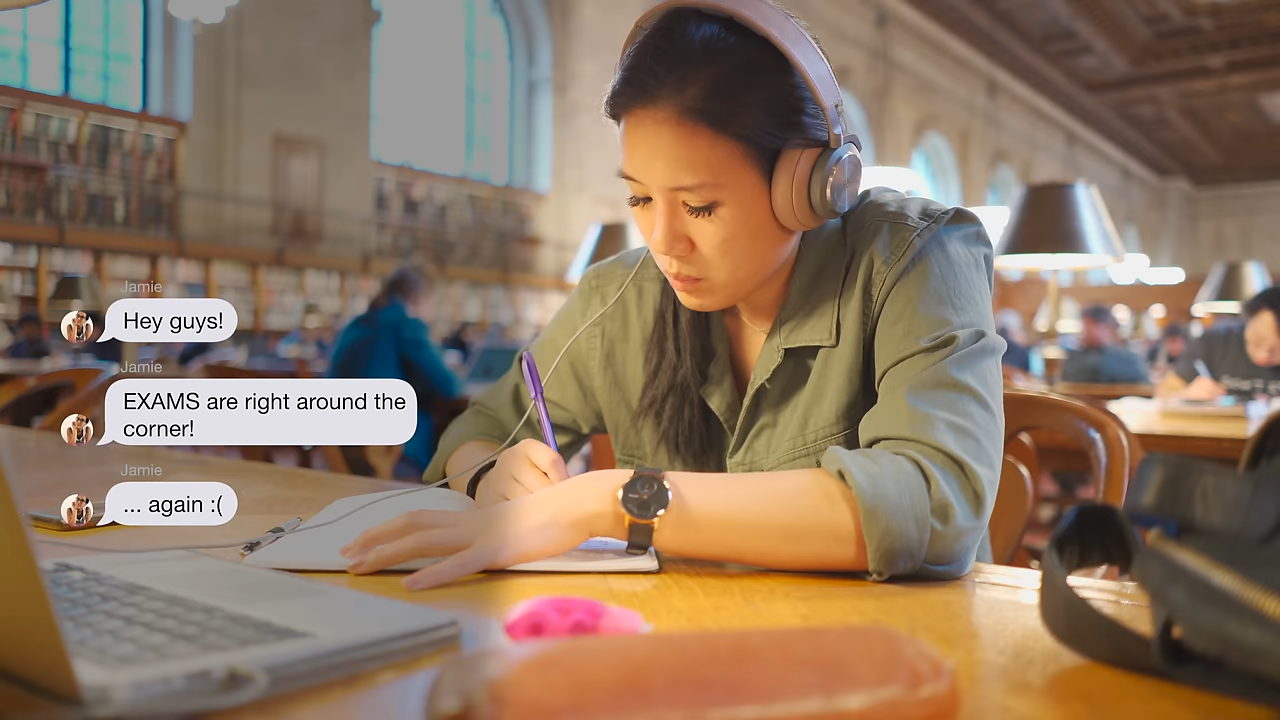 Jamie
Hey guys!
Jamie
EXAMS are right around the
corner!
Jamie
... again :(